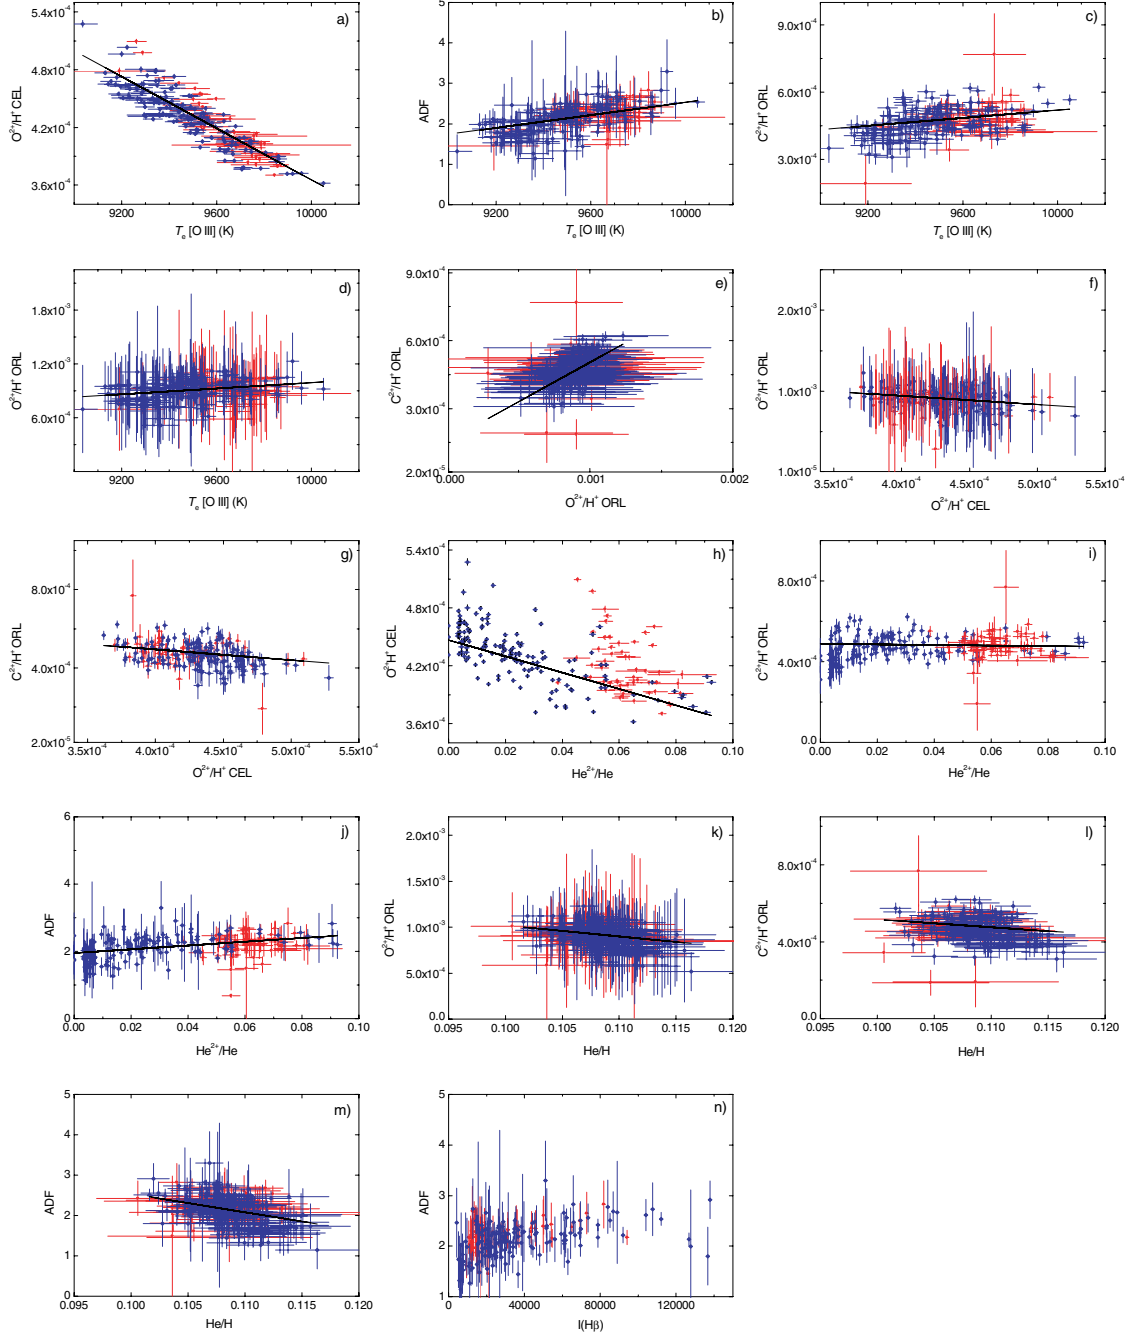 a)
5.4x10⁻⁴
4.8x10⁻⁴
4.2x10⁻⁴
3.6x10⁻⁴
O²⁺/H⁺ CEL
9200 9600 10000
Tₑ [O III] (K)
b)
5
4
3
2
1
0
ADF
9200 9600 10000
Tₑ [O III] (K)
c)
9.0x10⁻⁴
6.0x10⁻⁴
3.0x10⁻⁴
C²⁺/H⁺ ORL
9200 9600 10000
Tₑ [O III] (K)
d)
1.8x10⁻³
1.2x10⁻³
6.0x10⁻⁴
O²⁺/H⁺ ORL
9200 9600 10000
Tₑ [O III] (K)
e)
9.0x10⁻⁴
6.0x10⁻⁴
3.0x10⁻⁴
2.0x10⁻⁵
C²⁺/H⁺ ORL
0.000 0.001 0.002
O²⁺/H⁺ ORL
f)
2.0x10⁻³
1.0x10⁻³
1.0x10⁻⁵
O²⁺/H⁺ ORL
3.5x10⁻⁴ 4.0x10⁻⁴ 4.5x10⁻⁴ 5.0x10⁻⁴ 5.5x10⁻⁴
O²⁺/H⁺ CEL
g)
8.0x10⁻⁴
4.0x10⁻⁴
2.0x10⁻⁵
C²⁺/H⁺ ORL
3.5x10⁻⁴ 4.0x10⁻⁴ 4.5x10⁻⁴ 5.0x10⁻⁴ 5.5x10⁻⁴
O²⁺/H⁺ CEL
h)
5.4x10⁻⁴
4.8x10⁻⁴
4.2x10⁻⁴
3.6x10⁻⁴
O²⁺/H⁺ CEL
0.00 0.02 0.04 0.06 0.08 0.10
He²⁺/He
i)
8.0x10⁻⁴
4.0x10⁻⁴
0.0
C²⁺/H⁺ ORL
0.00 0.02 0.04 0.06 0.08 0.10
He²⁺/He
j)
6
4
2
0
ADF
0.00 0.02 0.04 0.06 0.08 0.10
He²⁺/He
k)
2.0x10⁻³
1.5x10⁻³
1.0x10⁻³
5.0x10⁻⁴
0.0
O²⁺/H⁺ ORL
0.095 0.100 0.105 0.110 0.115 0.120
He/H
l)
8.0x10⁻⁴
4.0x10⁻⁴
0.0
C²⁺/H⁺ ORL
0.095 0.100 0.105 0.110 0.115 0.120
He/H
m)
5
4
3
2
1
0
ADF
0.095 0.100 0.105 0.110 0.115 0.120
He/H
n)
5
4
3
2
1
ADF
0 40000 80000 120000
I(Hβ)